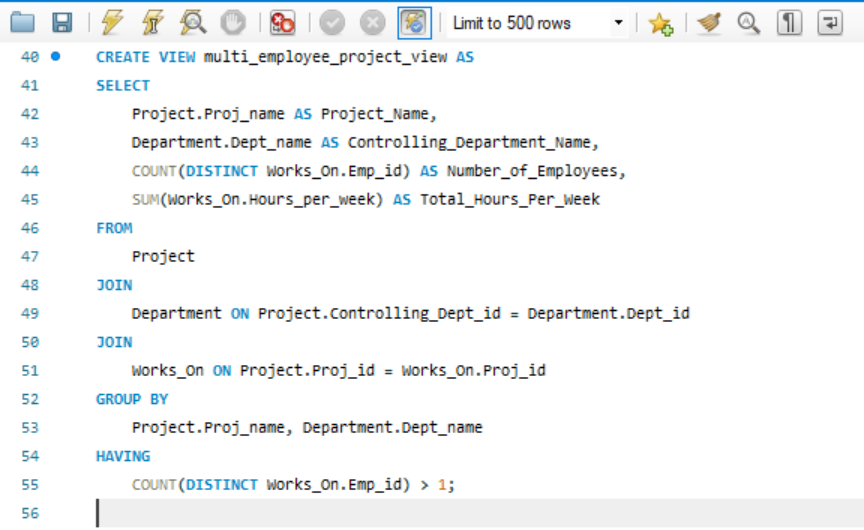 Limit to 500 rows
40 CREATE VIEW multi_employee_project_view AS
41 SELECT
42 Project.Proj_name AS Project_Name,
43 Department.Dept_name AS Controlling_Department_Name,
44 COUNT(DISTINCT Works_On.Emp_id) AS Number_of_Employees,
45 SUM(Works_On.Hours_per_week) AS Total_Hours_Per_Week
46 FROM
47 Project
48 JOIN
49 Department ON Project.Controlling_Dept_id = Department.Dept_id
50 JOIN
51 Works_On ON Project.Proj_id = Works_On.Proj_id
52 GROUP BY
53 Project.Proj_name, Department.Dept_name
54 HAVING
55 COUNT(DISTINCT Works_On.Emp_id) > 1;
56